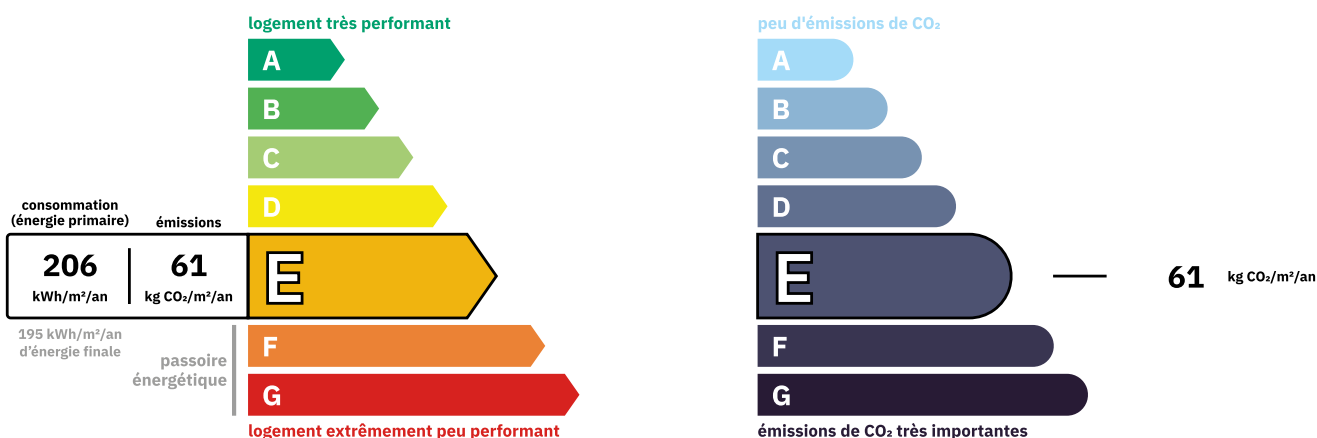 logement très performant
A
B
C
D
consommation
(énergie primaire)
émissions
206
kWh/m²/an
61
kg CO₂/m²/an
E
195 kWh/m²/an
d'énergie finale
passoire
énergétique
F
G
logement extrêmement peu performant
peu d'émissions de CO₂
A
B
C
D
E
61 kg CO₂/m²/an
F
G
émissions de CO₂ très importantes